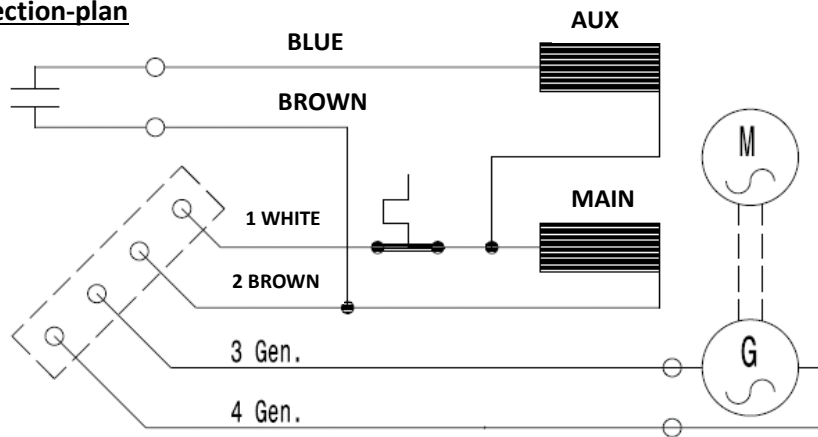 ection-plan
BLUE
AUX
BROWN
M
1 WHITE
MAIN
2 BROWN
3 Gen.
G
4 Gen.